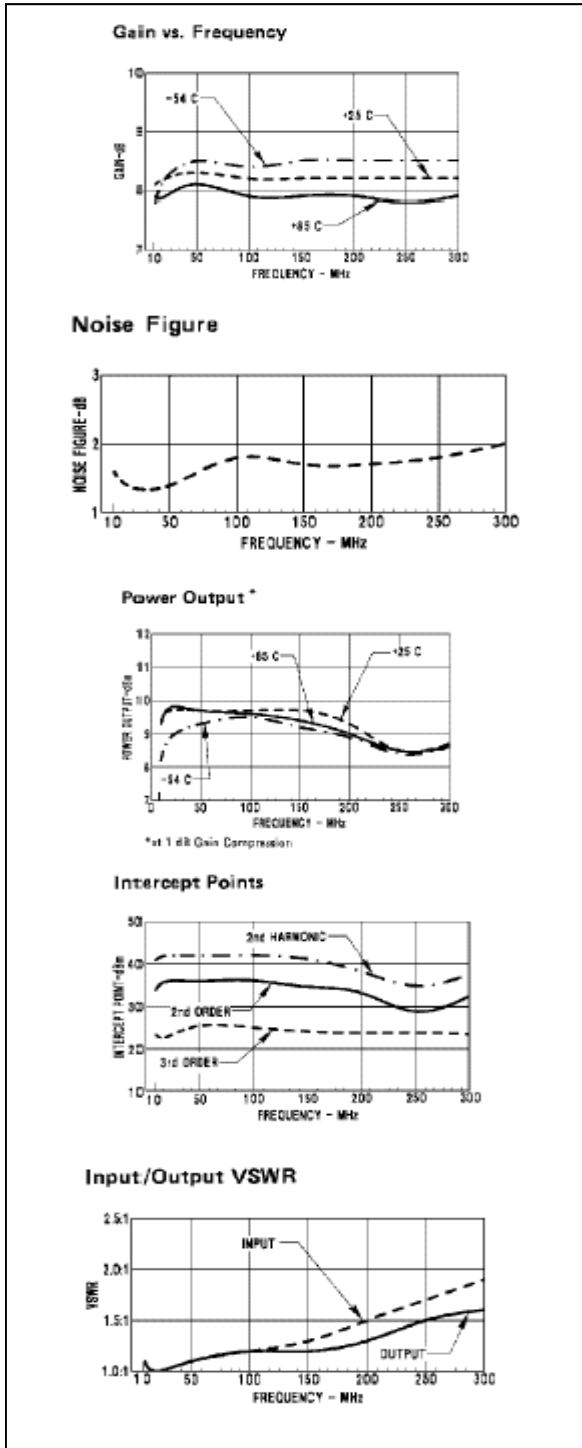 Gain vs. Frequency
10
9
8
7
GAIN-dB
-54 C
+25 C
+85 C
10 50 100 150 200 250 300
FREQUENCY - MHz
Noise Figure
3
2
1
NOISE FIGURE-dB
10 50 100 150 200 250 300
FREQUENCY - MHz
Power Output*
12
11
10
9
8
7
POWER OUTPUT-dBm
+85 C
+25 C
-54 C
0 50 100 150 200 250 300
FREQUENCY - MHz
*at 1 dB Gain Compression
Intercept Points
50
40
30
20
10
INTERCEPT POINT-dBm
2nd HARMONIC
2nd ORDER
3rd ORDER
10 50 100 150 200 250 300
FREQUENCY - MHz
Input/Output VSWR
2.5:1
2.0:1
1.5:1
1.0:1
VSWR
INPUT
OUTPUT
10 50 100 150 200 250 300
FREQUENCY - MHz